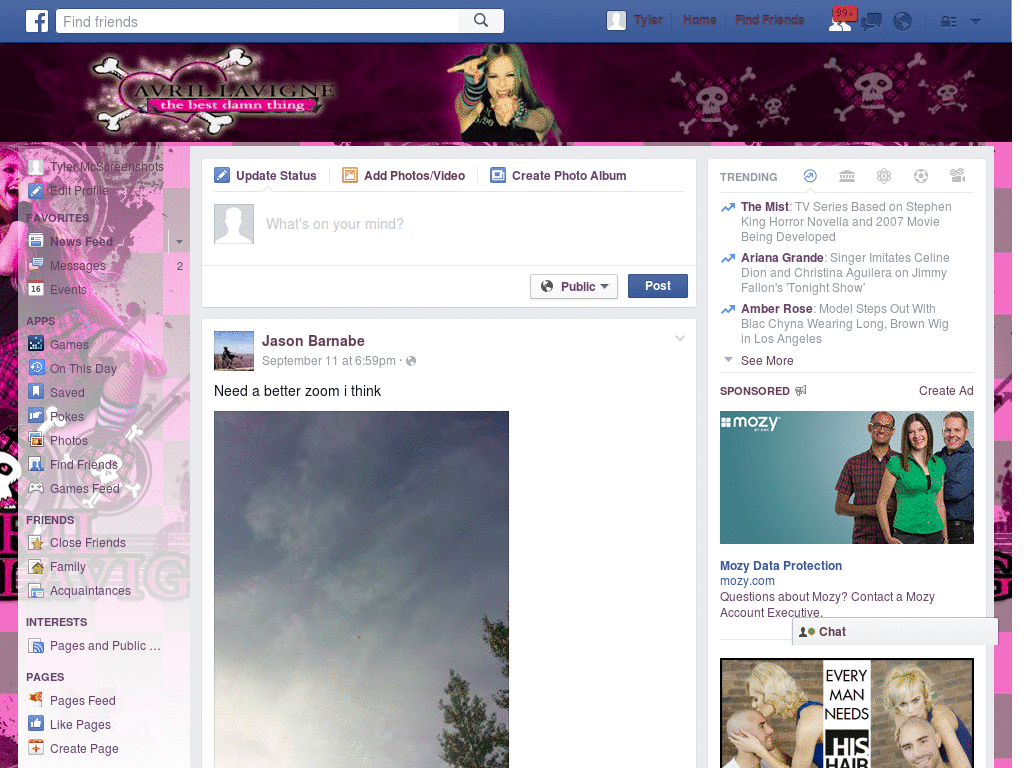 Find friends
Tyler
Home
Find Friends
99+
AVRIL LAVIGNE
the best damn thing
Tyler McScreenshots
Edit Profile
FAVORITES
News Feed
Messages 2
16 Events
APPS
Games
On This Day
Saved
Pokes
Photos
Find Friends
Games Feed
FRIENDS
Close Friends
Family
Acquaintances
INTERESTS
Pages and Public ...
PAGES
Pages Feed
Like Pages
Create Page
Update Status
Add Photos/Video
Create Photo Album
What's on your mind?
Public
Post
Jason Barnabe
September 11 at 6:59pm ·
Need a better zoom i think
TRENDING
The Mist: TV Series Based on Stephen
King Horror Novella and 2007 Movie
Being Developed
Ariana Grande: Singer Imitates Celine
Dion and Christina Aguilera on Jimmy
Fallon's 'Tonight Show'
Amber Rose: Model Steps Out With
Blac Chyna Wearing Long, Brown Wig
in Los Angeles
See More
SPONSORED
Create Ad
mozy
Mozy Data Protection
mozy.com
Questions about Mozy? Contact a Mozy
Account Executive.
Chat
EVERY
MAN
NEEDS
HIS
HAIR